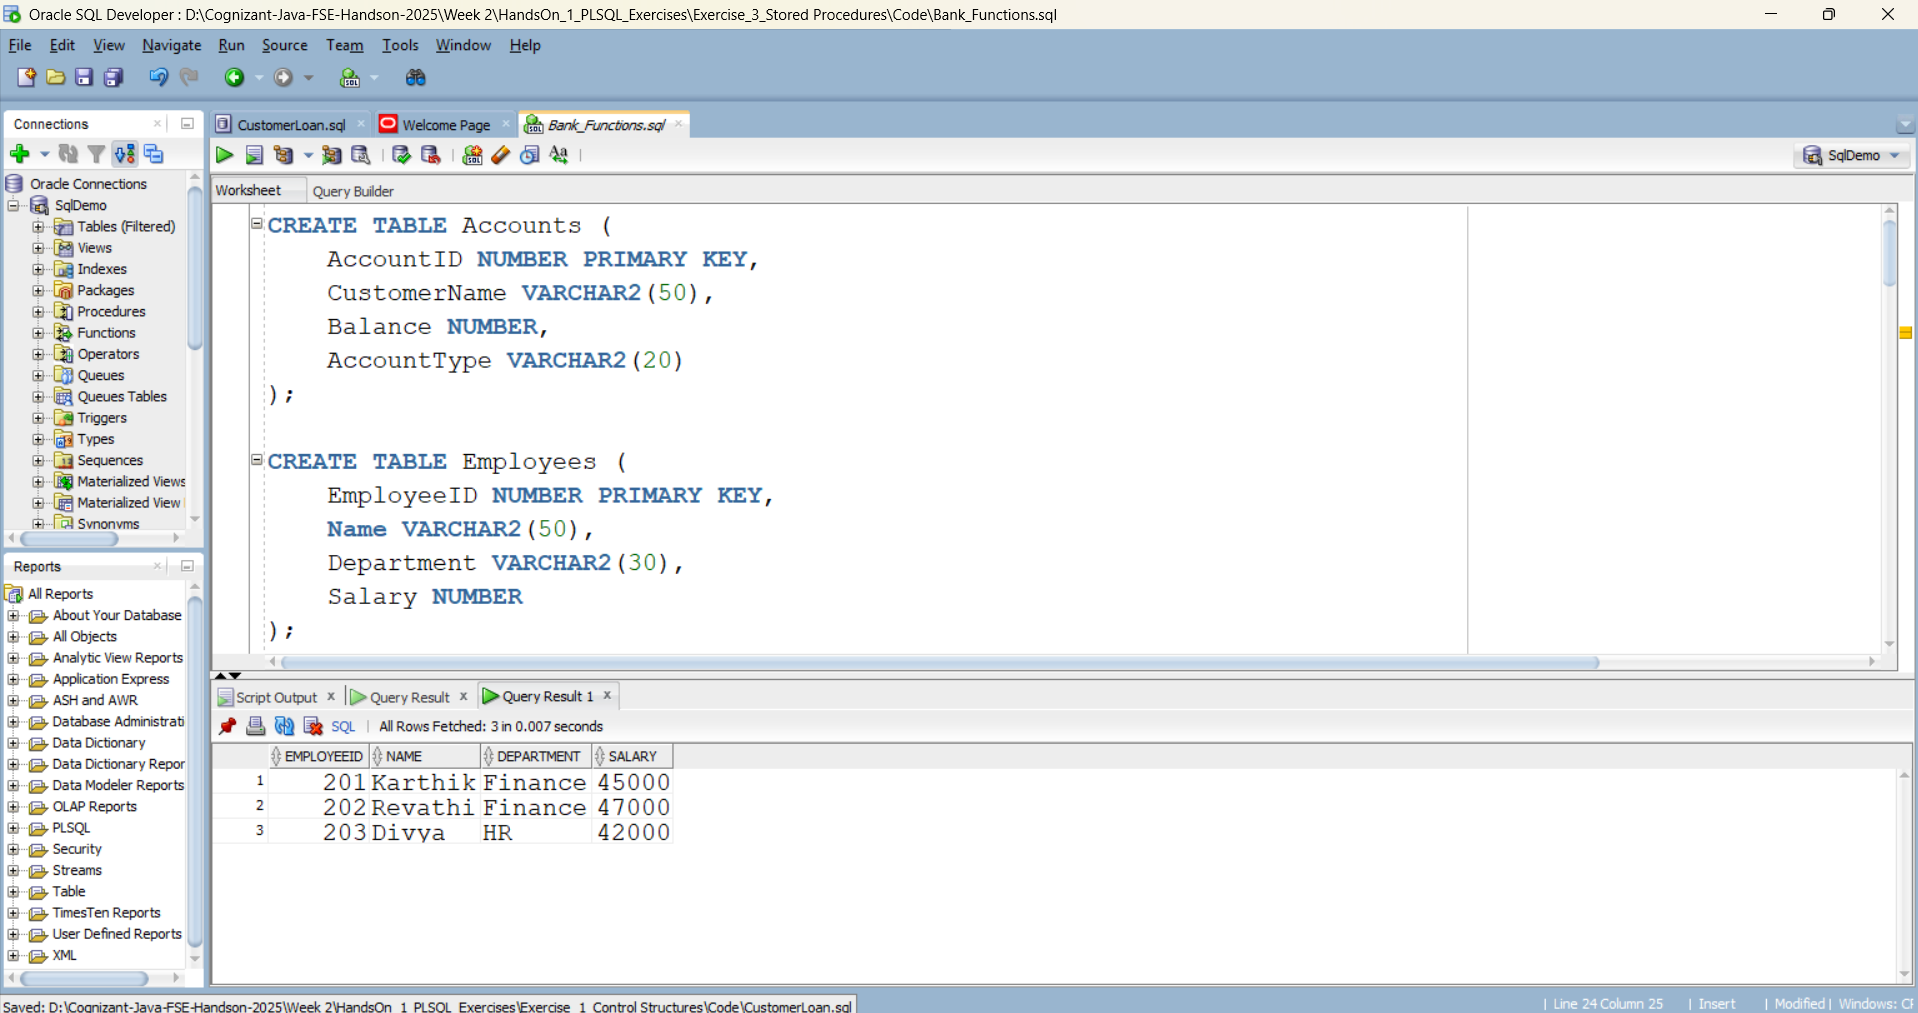 Oracle SQL Developer : D:\Cognizant-Java-FSE-Handson-2025\Week 2\HandsOn_1_PLSQL_Exercises\Exercise_3_Stored Procedures\Code\Bank_Functions.sql
File Edit View Navigate Run Source Team Tools Window Help
Connections
Oracle Connections
SqlDemo
Tables (Filtered)
Views
Indexes
Packages
Procedures
Functions
Operators
Queues
Queues Tables
Triggers
Types
Sequences
Materialized Views
Materialized View
Synonyms
Reports
All Reports
About Your Database
All Objects
Analytic View Reports
Application Express
ASH and AWR
Database Administrati
Data Dictionary
Data Dictionary Repor
Data Modeler Reports
OLAP Reports
PLSQL
Security
Streams
Table
TimesTen Reports
User Defined Reports
XML
CustomerLoan.sql Welcome Page Bank_Functions.sql
SqlDemo
Worksheet Query Builder
CREATE TABLE Accounts (
AccountID NUMBER PRIMARY KEY,
CustomerName VARCHAR2(50),
Balance NUMBER,
AccountType VARCHAR2(20)
);
CREATE TABLE Employees (
EmployeeID NUMBER PRIMARY KEY,
Name VARCHAR2(50),
Department VARCHAR2(30),
Salary NUMBER
);
Script Output Query Result Query Result 1
SQL All Rows Fetched: 3 in 0.007 seconds
EMPLOYEEID NAME DEPARTMENT SALARY
1 201 Karthik Finance 45000
2 202 Revathi Finance 47000
3 203 Divya HR 42000
Saved: D:\Cognizant-Java-FSE-Handson-2025\Week 2\HandsOn_1_PLSQL_Exercises\Exercise_1_Control Structures\Code\CustomerLoan.sql
Line 24 Column 25 Insert Modified Windows: CF